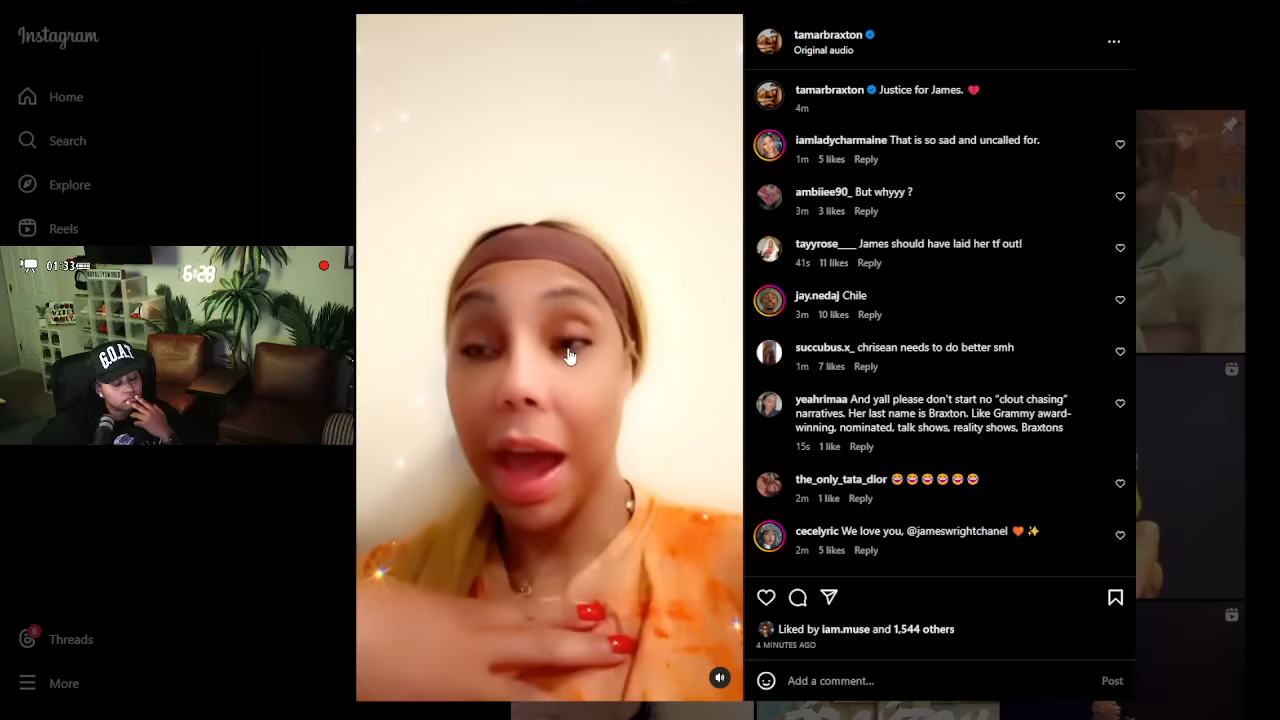 Instagram
Home
Search
Explore
Reels
01:33
6:28
G.O.A.T
6
Threads
More
tamarbraxton
Original audio
tamarbraxton Justice for James. 💔
4m
iamladycharmaine That is so sad and uncalled for.
1m 5 likes Reply
ambiiee90_ But whyyy ?
3m 3 likes Reply
tayyrose___ James should have laid her tf out!
41s 11 likes Reply
jay.nedaj Chile
3m 10 likes Reply
succubus.x_ chrisean needs to do better smh
1m 7 likes Reply
yeahrimaa And yall please don't start no “clout chasing”
narratives. Her last name is Braxton. Like Grammy award-
winning, nominated, talk shows, reality shows, Braxtons
15s 1 like Reply
the_only_tata_dior 😂😂😂😂😂😂
2m 1 like Reply
cecelyric We love you, @jameswrightchanel 🧡✨
2m 5 likes Reply
Liked by iam.muse and 1,544 others
4 MINUTES AGO
Add a comment...
Post